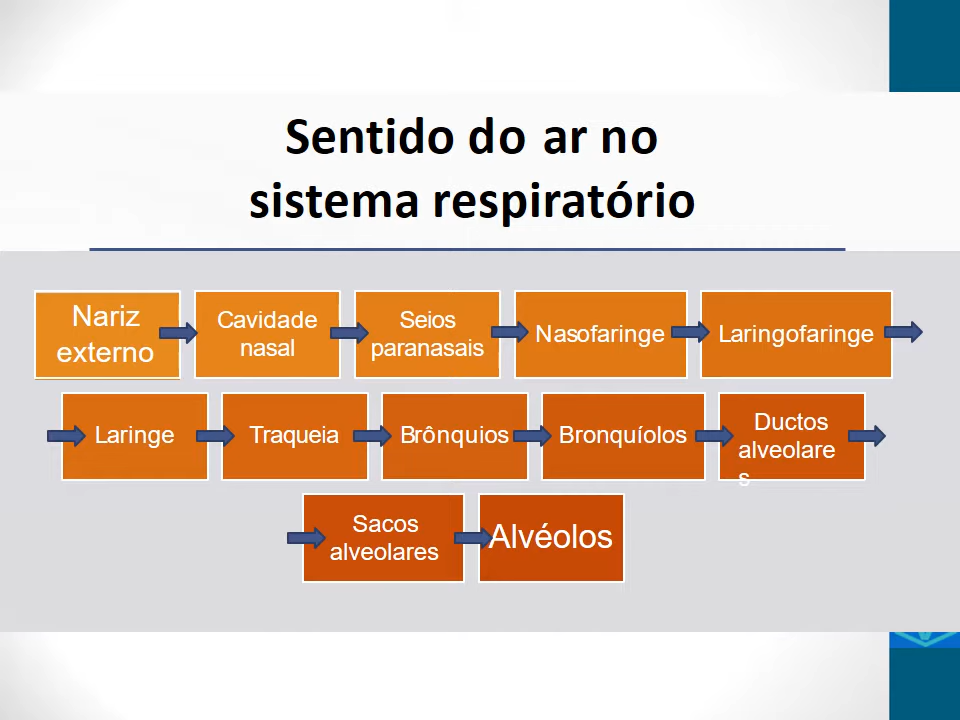 Sentido do ar no
sistema respiratório
Nariz
externo
Cavidade
nasal
Seios
paranasais
Nasofaringe
Laringofaringe
Laringe
Traqueia
Brônquios
Bronquíolos
Ductos
alveolare
s
Sacos
alveolares
Alvéolos